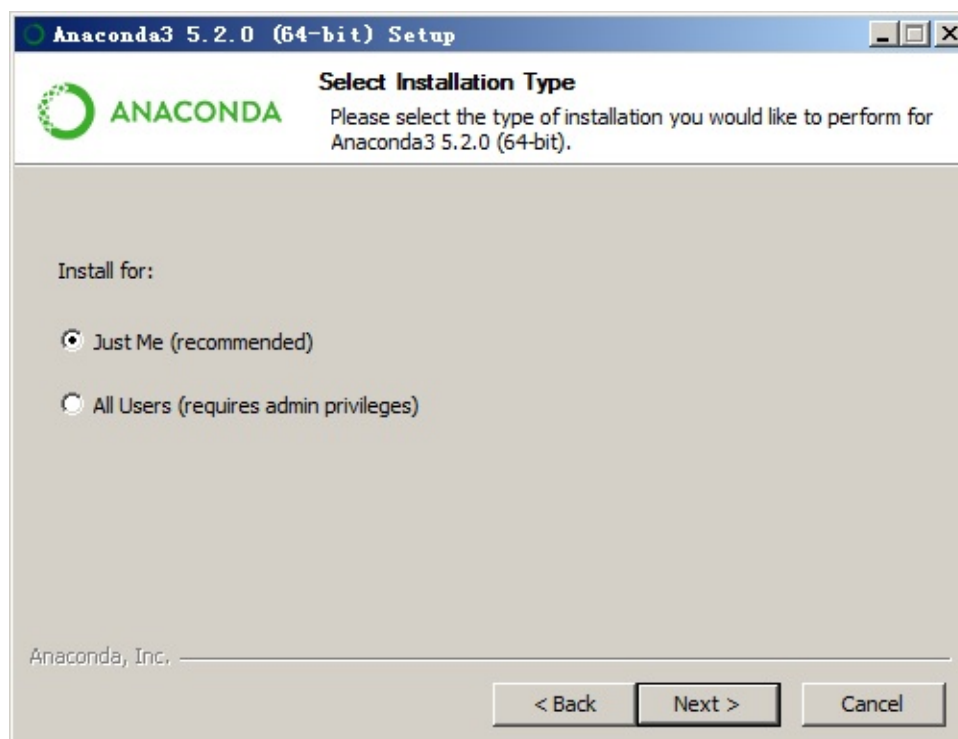 Anaconda3 5.2.0 (64-bit) Setup
ANACONDA
Select Installation Type
Please select the type of installation you would like to perform for
Anaconda3 5.2.0 (64-bit).
Install for:
Just Me (recommended)
All Users (requires admin privileges)
Anaconda, Inc.
< Back Next > Cancel